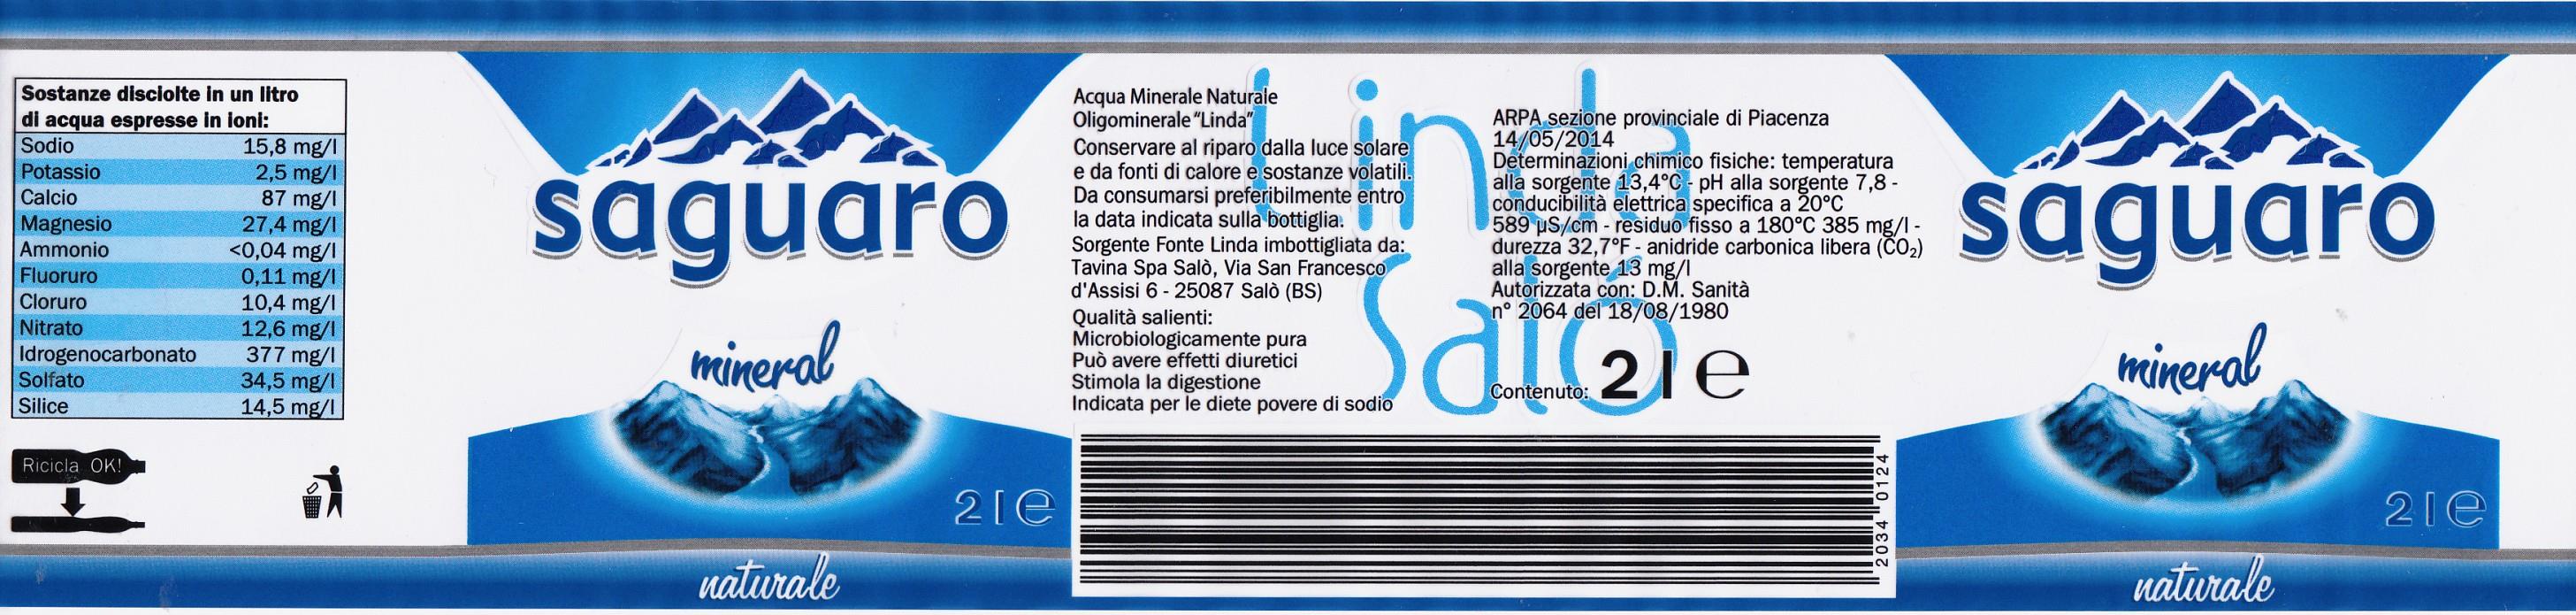 Sostanze disciolte in un litro
di acqua espresse in ioni:
Sodio 15,8 mg/l
Potassio 2,5 mg/l
Calcio 87 mg/l
Magnesio 27,4 mg/l
Ammonio <0,04 mg/l
Fluoruro 0,11 mg/l
Cloruro 10,4 mg/l
Nitrato 12,6 mg/l
Idrogenocarbonato 377 mg/l
Solfato 34,5 mg/l
Silice 14,5 mg/l
Ricicla OK!
saguaro
mineral
2 l e
naturale
Linda
Salò
Acqua Minerale Naturale
Oligominerale "Linda"
Conservare al riparo dalla luce solare
e da fonti di calore e sostanze volatili.
Da consumarsi preferibilmente entro
la data indicata sulla bottiglia.
Sorgente Fonte Linda imbottigliata da:
Tavina Spa Salò, Via San Francesco
d'Assisi 6 - 25087 Salò (BS)
Qualità salienti:
Microbiologicamente pura
Può avere effetti diuretici
Stimola la digestione
Indicata per le diete povere di sodio
ARPA sezione provinciale di Piacenza
14/05/2014
Determinazioni chimico fisiche: temperatura
alla sorgente 13,4°C - pH alla sorgente 7,8 -
conducibilità elettrica specifica a 20°C
589 µS/cm - residuo fisso a 180°C 385 mg/l -
durezza 32,7°F - anidride carbonica libera (CO₂)
alla sorgente 13 mg/l
Autorizzata con: D.M. Sanità
n° 2064 del 18/08/1980
Contenuto: 2 l e
2034 0124
saguaro
mineral
2 l e
naturale